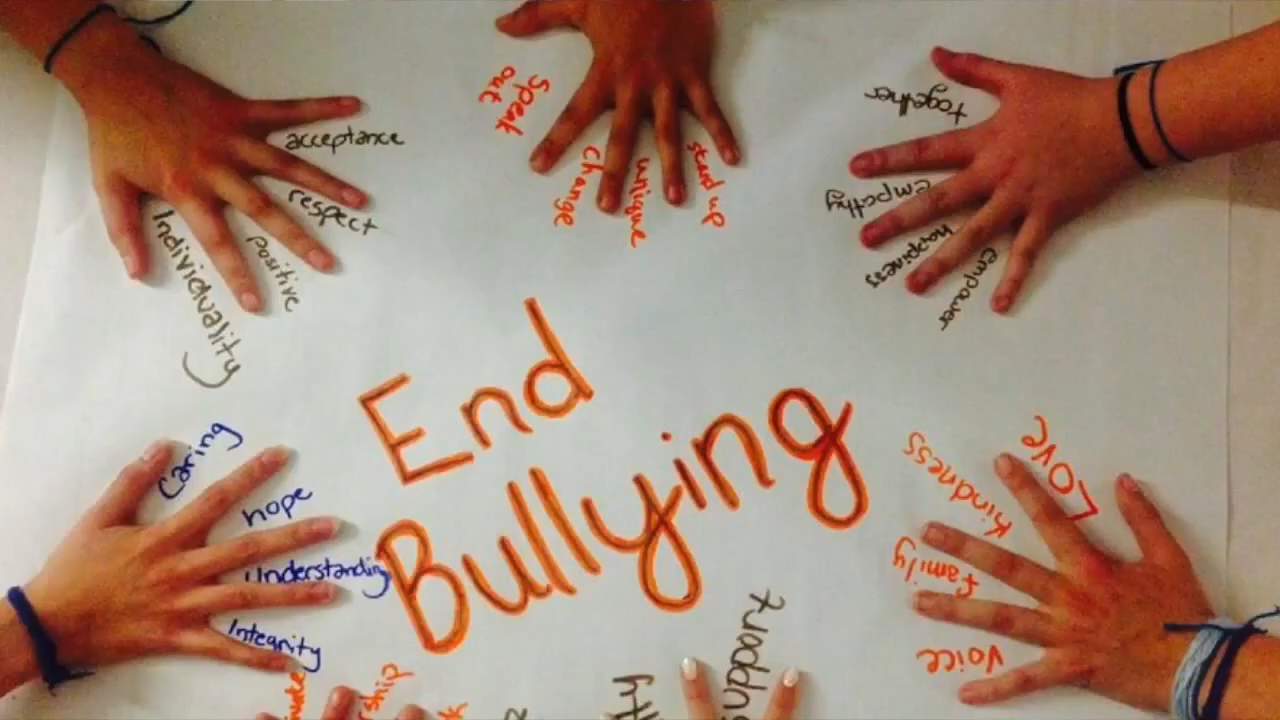 acceptance
respect
positive
Individuality
Speak
out
change
unique
stand up
together
empathy
happiness
empower
End
Bullying
Caring
hope
Understanding
Integrity
Love
Kindness
family
Voice
support